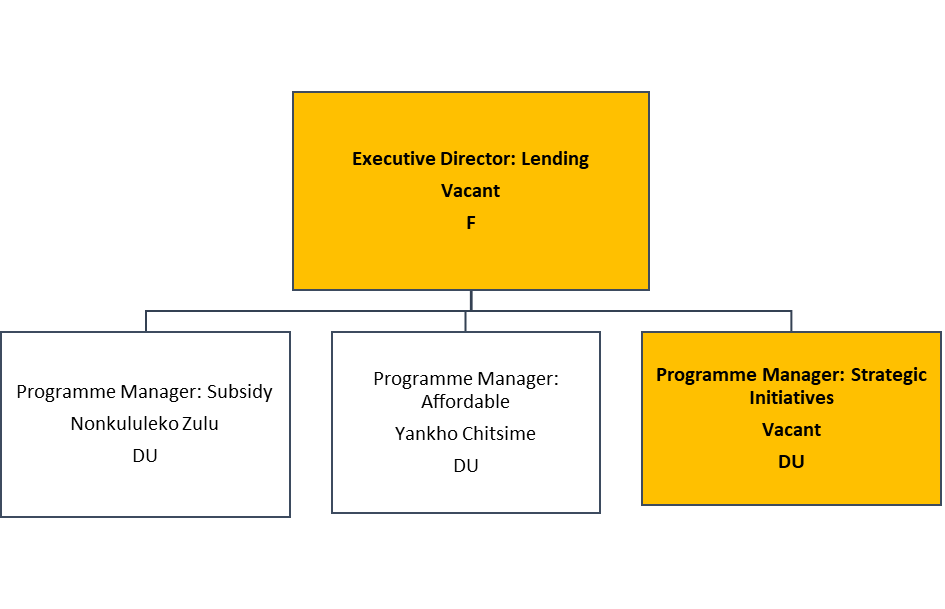 Executive Director: Lending
Vacant
F
Programme Manager: Subsidy
Nonkululeko Zulu
DU
Programme Manager:
Affordable
Yankho Chitsime
DU
Programme Manager: Strategic
Initiatives
Vacant
DU